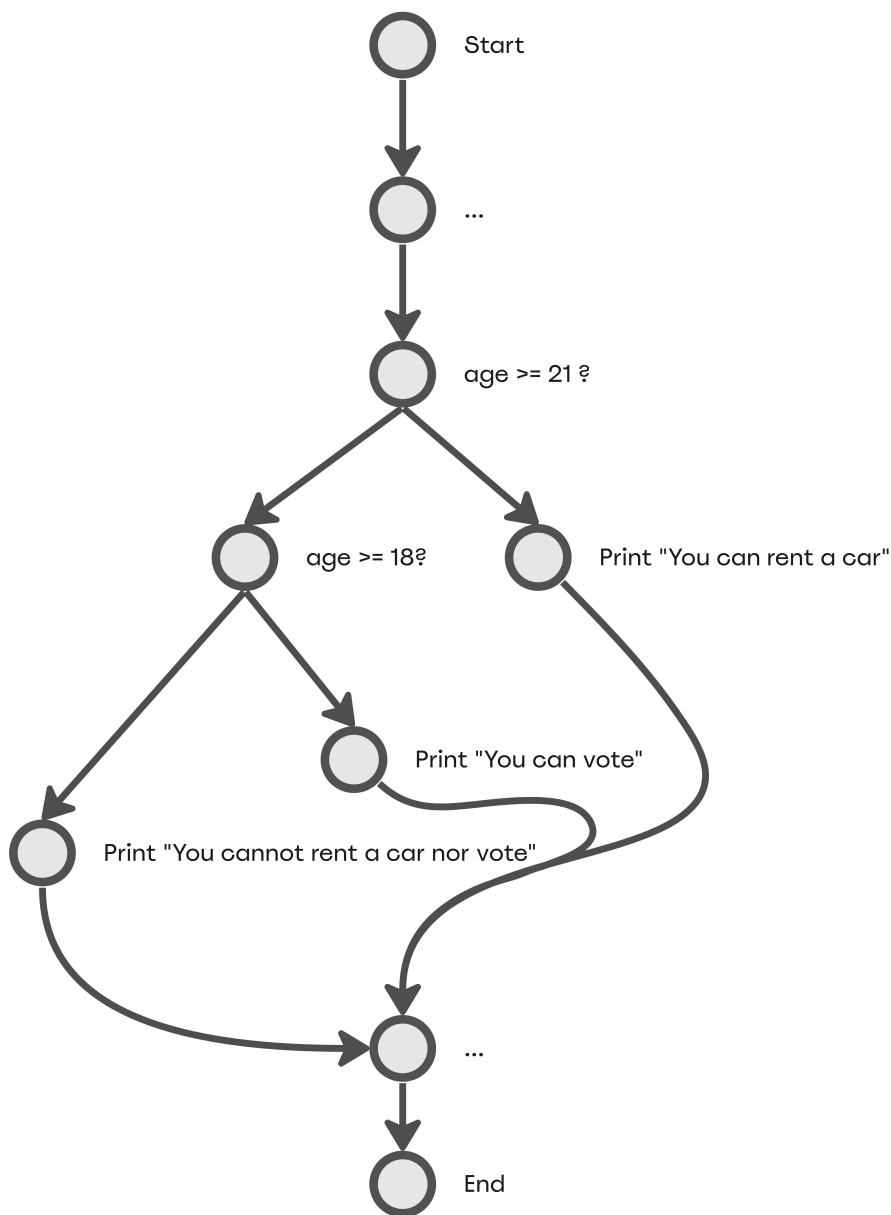 Start
...
age >= 21 ?
age >= 18?
Print "You can rent a car"
Print "You can vote"
Print "You cannot rent a car nor vote"
...
End